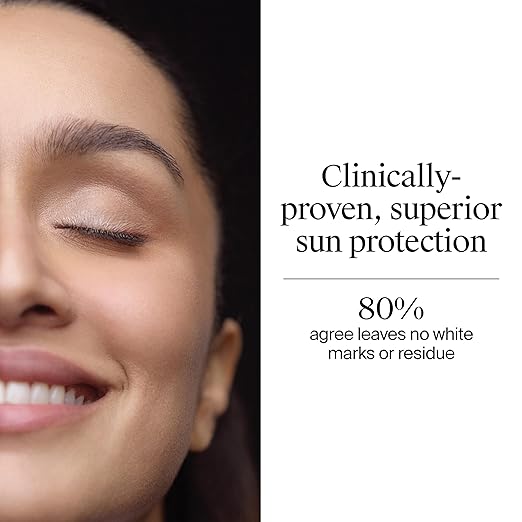 Clinically-
proven, superior
sun protection
80%
agree leaves no white
marks or residue